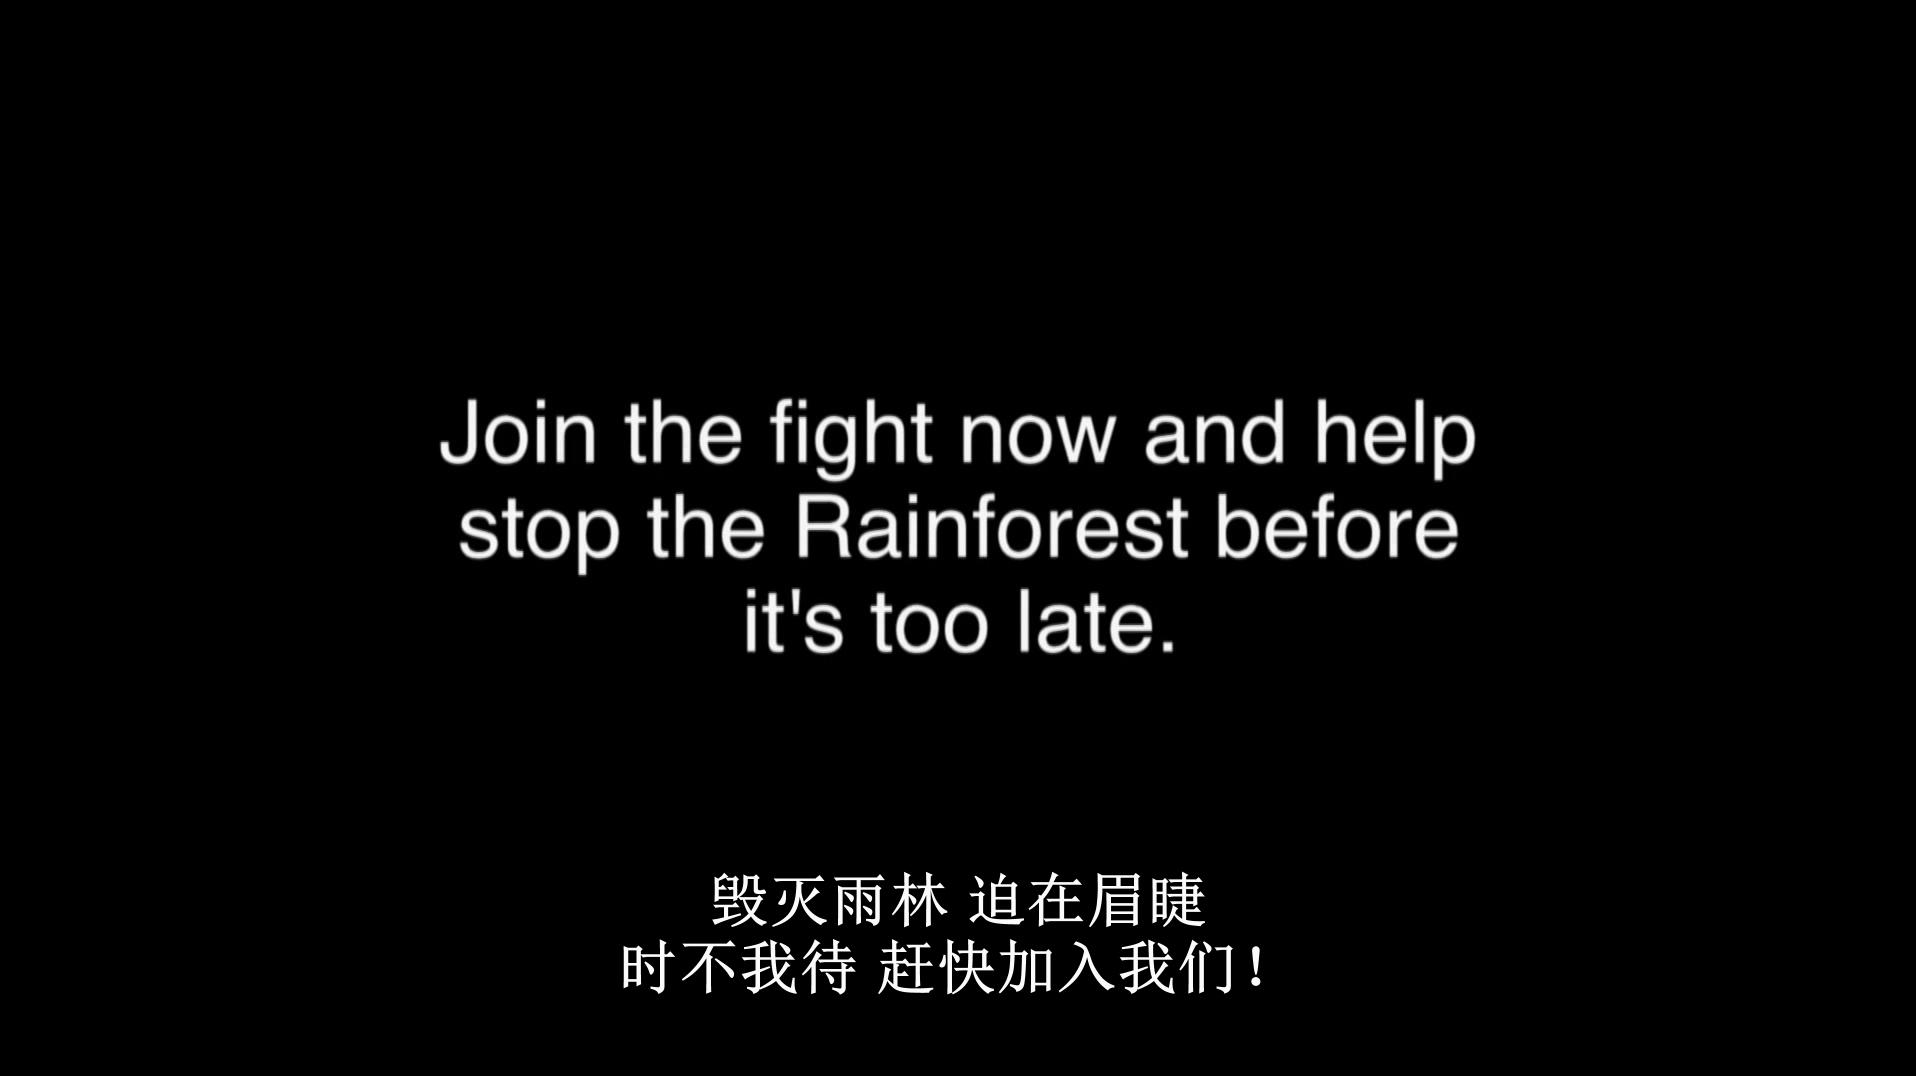 Join the fight now and help
stop the Rainforest before
it's too late.
毁灭雨林 迫在眉睫
时不我待 赶快加入我们！